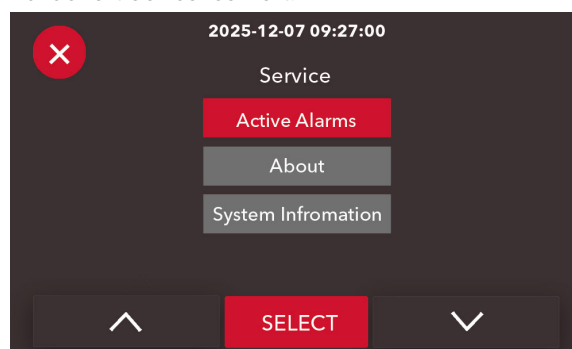 2025-12-07 09:27:00
Service
Active Alarms
About
System Infromation
SELECT